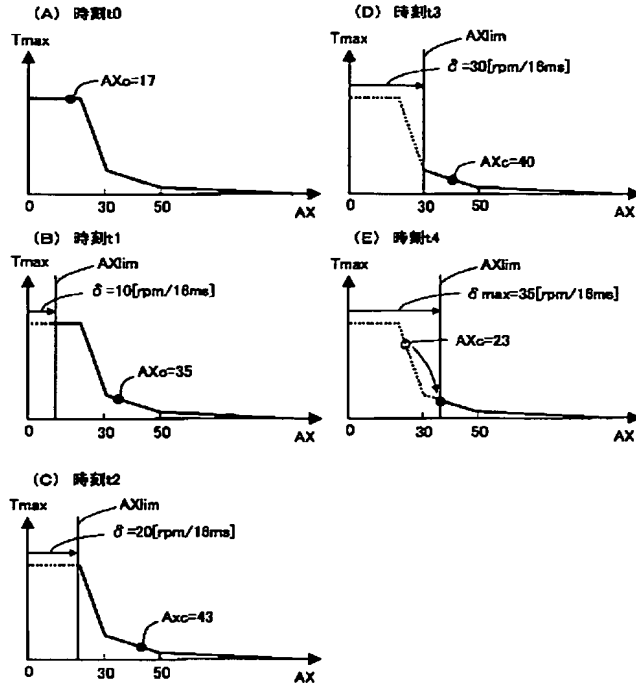 (A) 時刻t0
Tmax
AXc=17
0
30
50
AX
(B) 時刻t1
Tmax
AXlim
δ=10[rpm/16ms]
AXc=35
0
30
50
AX
(C) 時刻t2
Tmax
AXlim
δ=20[rpm/16ms]
Axc=43
0
30
50
AX
(D) 時刻t3
Tmax
AXlim
δ=30[rpm/16ms]
AXc=40
0
30
50
AX
(E) 時刻t4
Tmax
AXlim
δmax=35[rpm/16ms]
AXc=23
0
30
50
AX